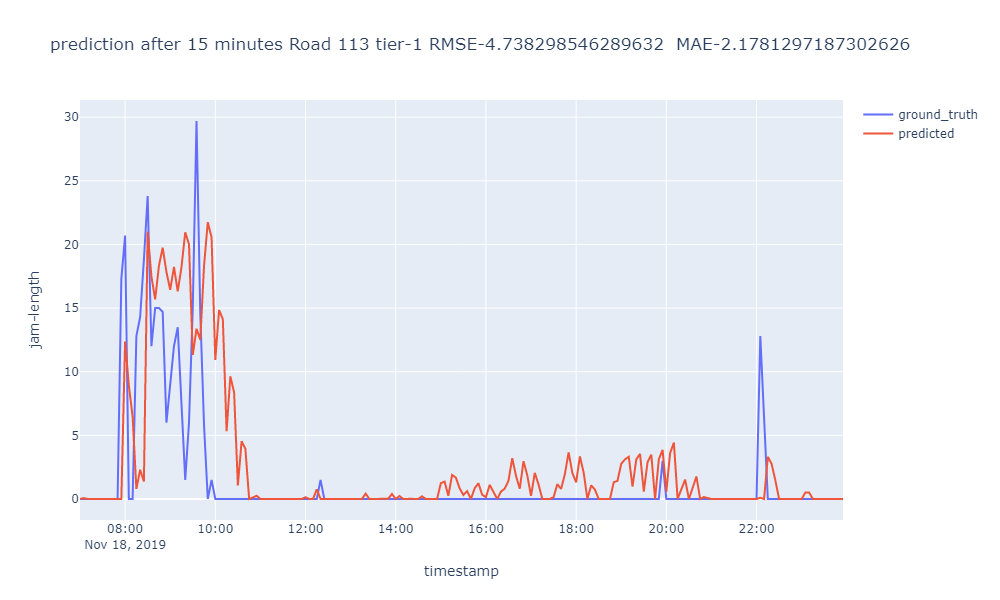 prediction after 15 minutes Road 113 tier-1 RMSE-4.738298546289632  MAE-2.1781297187302626
ground_truth
predicted
30
25
20
15
10
5
0
jam-length
08:00 10:00 12:00 14:00 16:00 18:00 20:00 22:00
Nov 18, 2019
timestamp